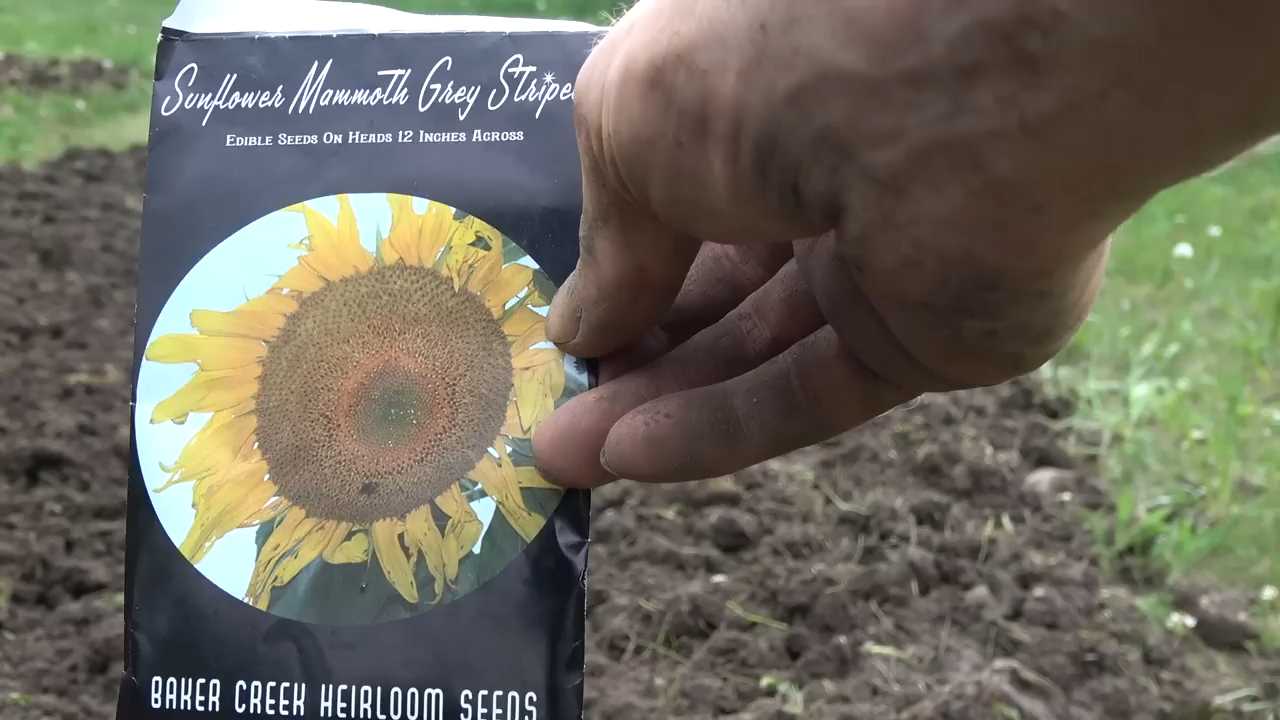 Sunflower Mammoth Grey Stripe
Edible Seeds On Heads 12 Inches Across
BAKER CREEK HEIRLOOM SEEDS